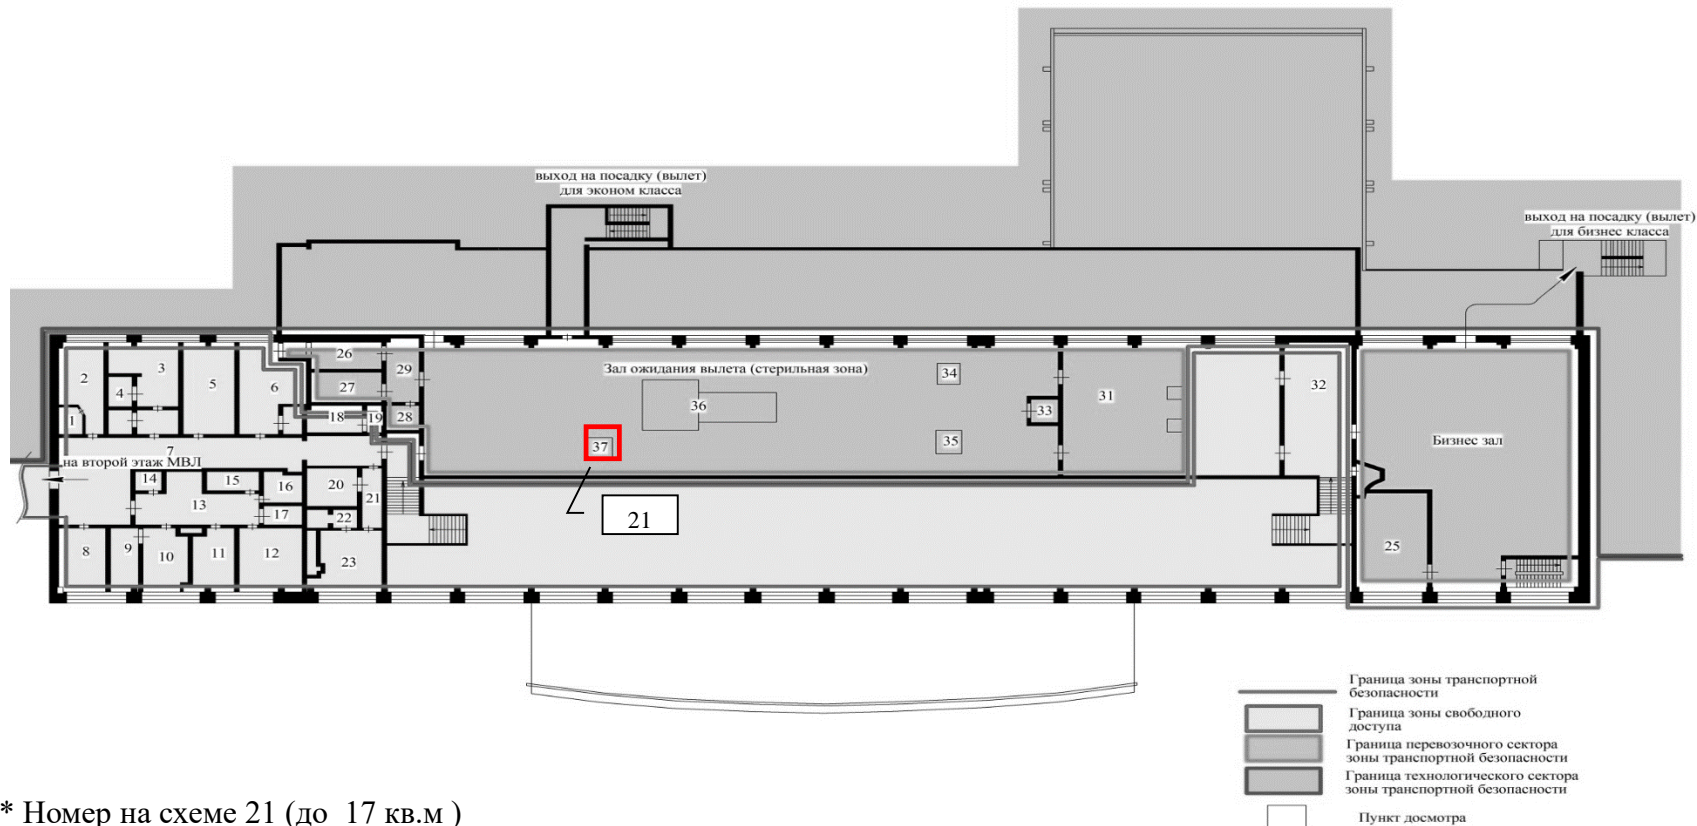 выход на посадку (вылет)
для эконом класса
выход на посадку (вылет)
для бизнес класса
26
29
2
3
4
5
6
27
Зал ожидания вылета (стерильная зона)
34
31
32
36
33
1
18
19
28
37
35
Бизнес зал
7
на второй этаж МВЛ
14
15
16
20
21
13
17
22
21
8
9
10
11
12
23
25
Граница зоны транспортной
безопасности
Граница зоны свободного
доступа
Граница перевозочного сектора
зоны транспортной безопасности
Граница технологического сектора
зоны транспортной безопасности
Пункт досмотра
* Номер на схеме 21 (до 17 кв.м )